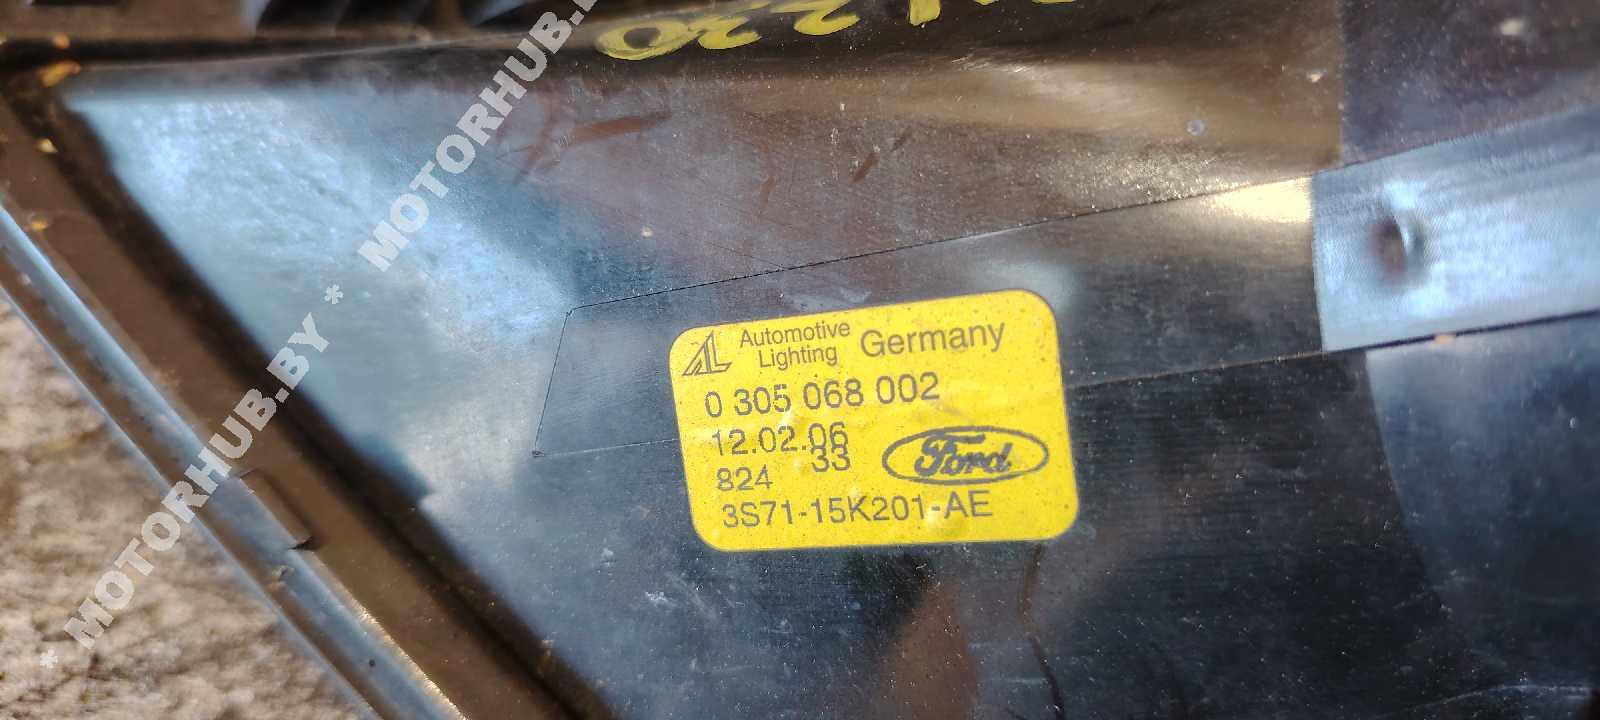 230
Automotive
Lighting
Germany
0 305 068 002
12.02.06
824 33
Ford
3S71-15K201-AE
* MOTORHUB.BY * MOTORHUB.